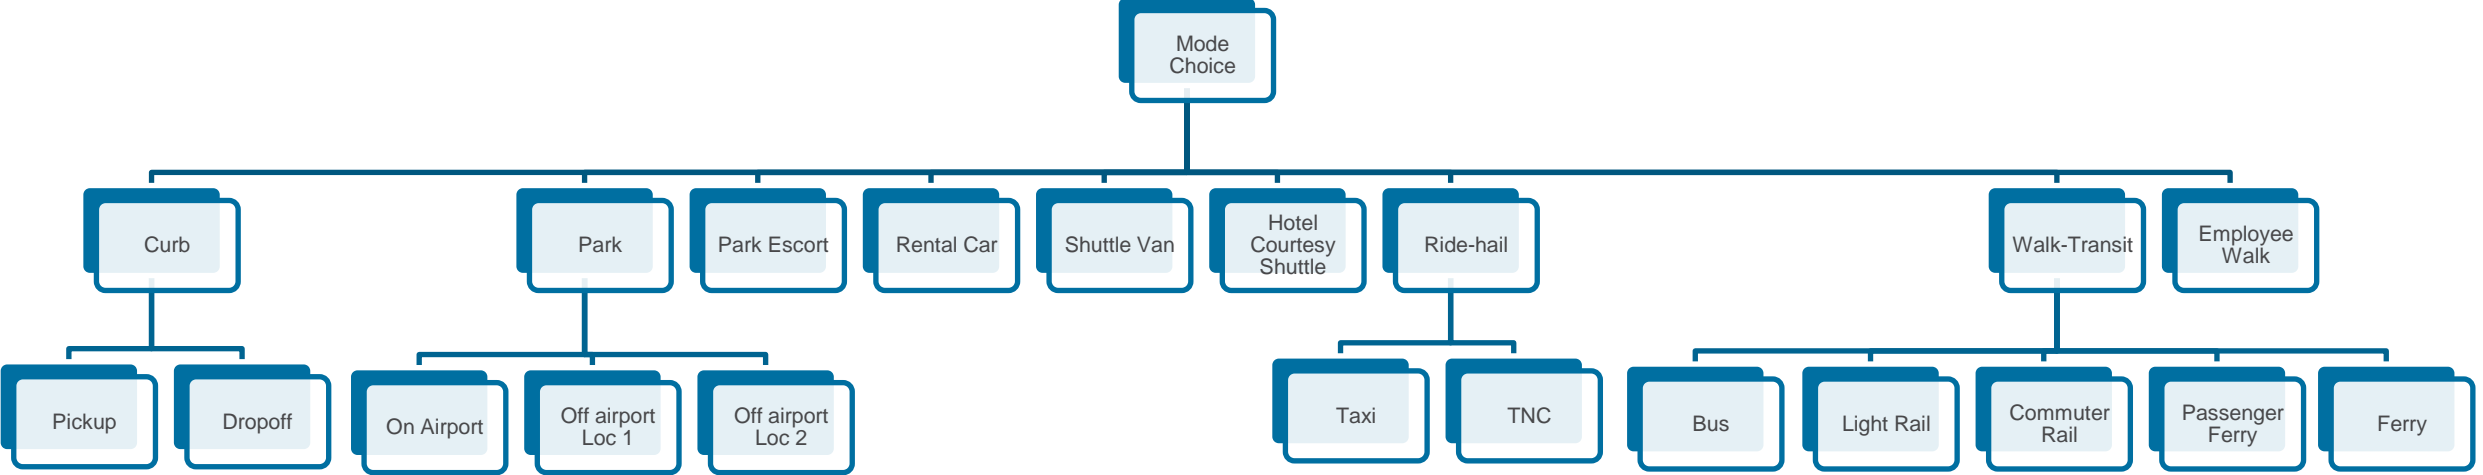 Mode
Choice
Curb
Park
Park Escort
Rental Car
Shuttle Van
Hotel
Courtesy
Shuttle
Ride-hail
Walk-Transit
Employee
Walk
Pickup
Dropoff
On Airport
Off airport
Loc 1
Off airport
Loc 2
Taxi
TNC
Bus
Light Rail
Commuter
Rail
Passenger
Ferry
Ferry